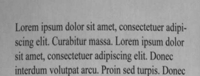 Lorem ipsum dolor sit amet, consectetuer adipi-
scing elit. Curabitur massa. Lorem ipsum dolor
sit amet, consectetuer adipiscing elit. Donec
interdum volutpat arcu. Proin sed turpis. Donec